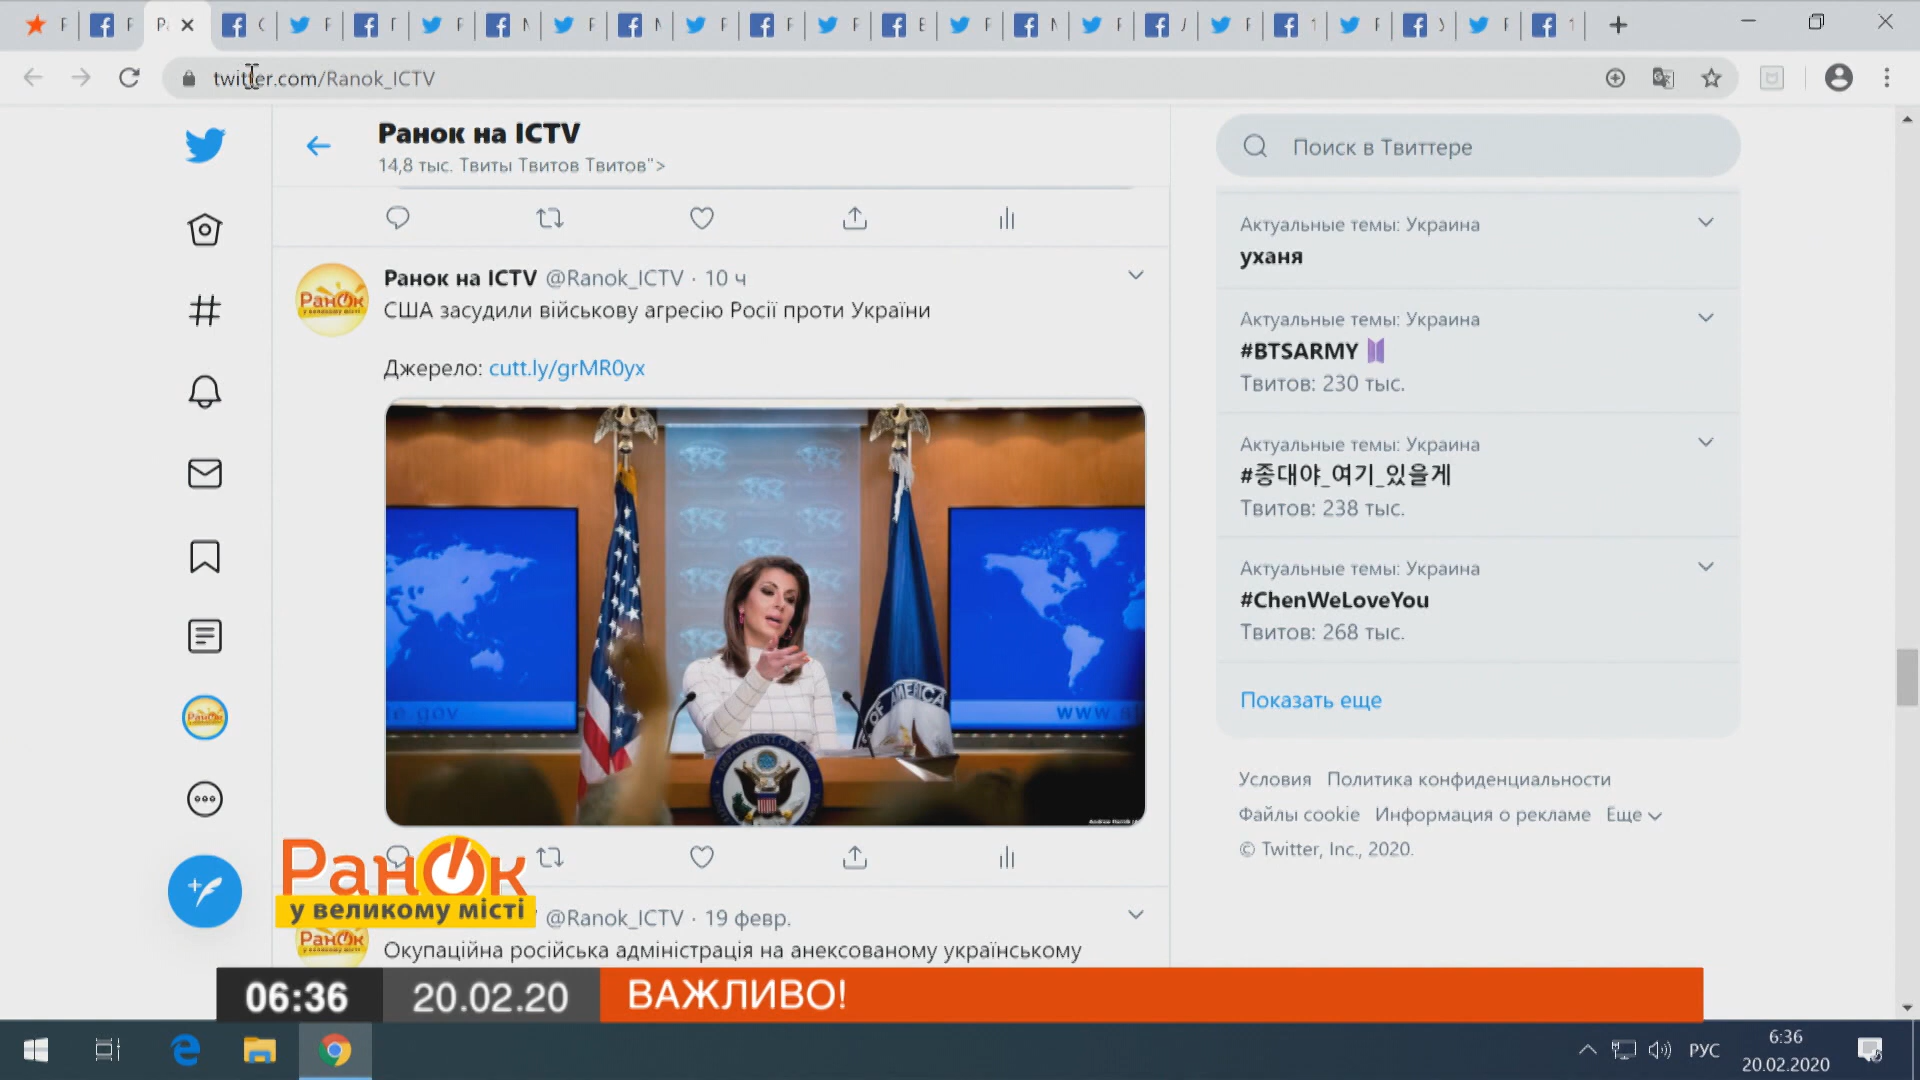 twitter.com/Ranok_ICTV
Ранок на ICTV
14,8 тыс. Твиты Твитов Твитов">
Поиск в Твиттере
Ранок на ICTV @Ranok_ICTV · 10 ч
США засудили військову агресію Росії проти України
Джерело: cutt.ly/grMR0yx
DEPARTMENT OF STATE
OF AMERICA
Актуальные темы: Украина
уханя
Актуальные темы: Украина
#BTSARMY
Твитов: 230 тыс.
Актуальные темы: Украина
#종대야_여기_있을게
Твитов: 238 тыс.
Актуальные темы: Украина
#ChenWeLoveYou
Твитов: 268 тыс.
Показать еще
Условия Политика конфиденциальности
Файлы cookie Информация о рекламе Еще
© Twitter, Inc., 2020.
Ранок
у великому місті
@Ranok_ICTV · 19 февр.
Окупаційна російська адміністрація на анексованому українському
06:36 20.02.20 ВАЖЛИВО!
РУС
6:36
20.02.2020